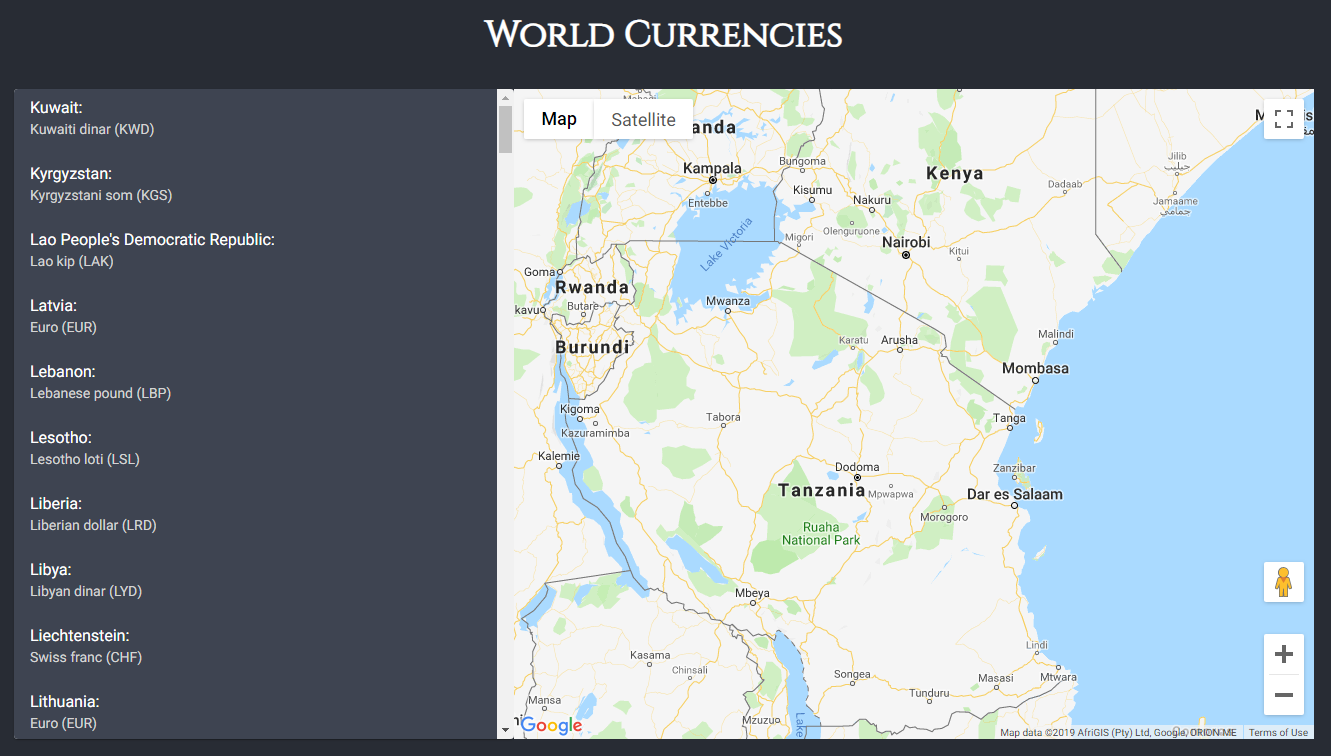 World Currencies
Kuwait:
Kuwaiti dinar (KWD)
Kyrgyzstan:
Kyrgyzstani som (KGS)
Lao People's Democratic Republic:
Lao kip (LAK)
Latvia:
Euro (EUR)
Lebanon:
Lebanese pound (LBP)
Lesotho:
Lesotho loti (LSL)
Liberia:
Liberian dollar (LRD)
Libya:
Libyan dinar (LYD)
Liechtenstein:
Swiss franc (CHF)
Lithuania:
Euro (EUR)
Map
Satellite
anda
Kampala
Entebbe
Bungoma
Kisumu
Nakuru
Kenya
Dadaab
Jilib
جيليب
Jamaame
جمامي
Lake Victoria
Migori
Olenguruone
Nairobi
Kitui
Goma
Rwanda
Butare
kavu
Mwanza
Burundi
Karatu
Arusha
Malindi
Mombasa
Kigoma
Kazuramimba
Tabora
Tanga
Kalemie
Dodoma
Zanzibar
Tanzania
Mpwapwa
Dar es Salaam
Morogoro
Ruaha
National Park
Mbeya
Lindi
Kasama
Chinsali
Songea
Masasi
Mtwara
Mansa
Tunduru
Mzuzu
Lake
Google
Map data ©2019 AfriGIS (Pty) Ltd, Google, ORION-ME
Terms of Use